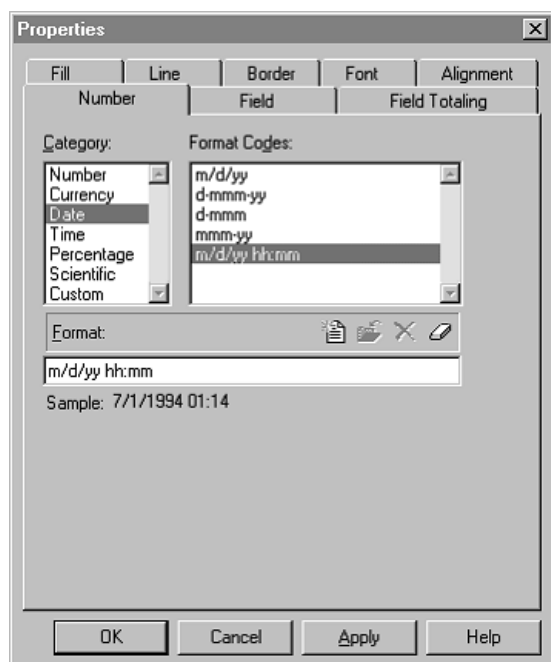 Properties
Fill Line Border Font Alignment
Number Field Field Totaling
Category: Format Codes:
Number
Currency
Date
Time
Percentage
Scientific
Custom
m/d/yy
d-mmm-yy
d-mmm
mmm-yy
m/d/yy hh:mm
Format:
m/d/yy hh:mm
Sample: 7/1/1994 01:14
OK Cancel Apply Help